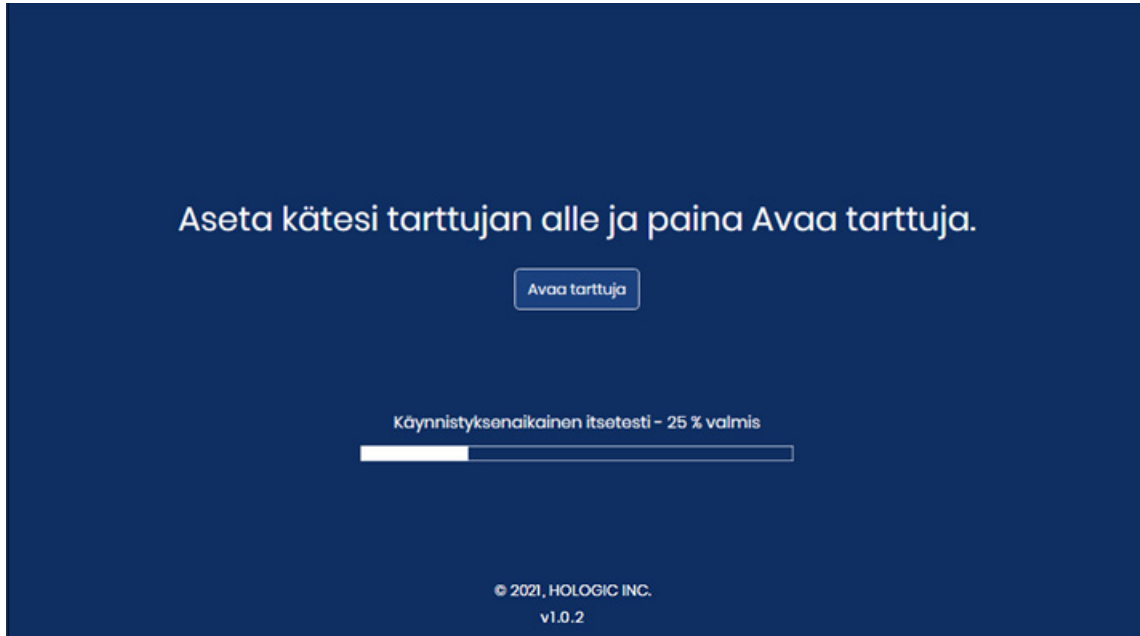 Aseta kätesi tarttujan alle ja paina Avaa tarttuja.
Avaa tarttuja
Käynnistyksenaikainen itsetesti - 25 % valmis
© 2021, HOLOGIC INC.
v1.0.2